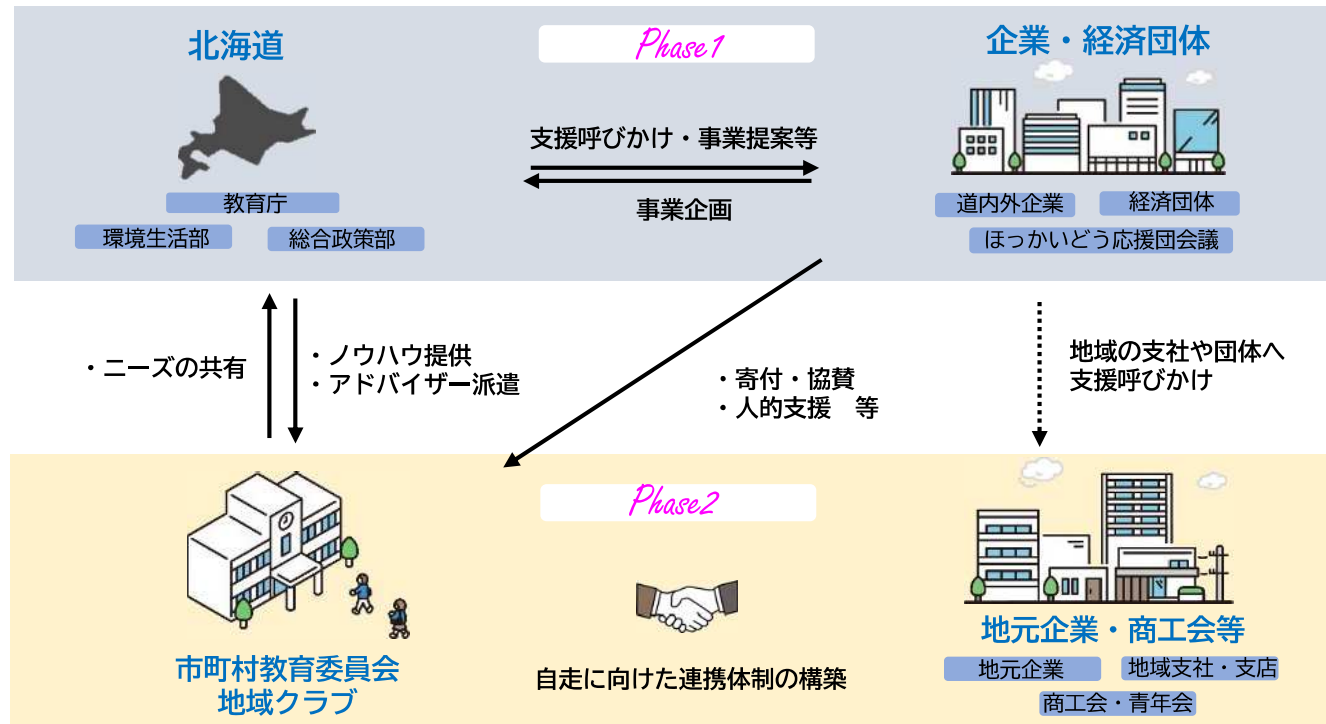 北海道
Phase1
企業・経済団体
支援呼びかけ・事業提案等
事業企画
教育庁
環境生活部
総合政策部
道内外企業
経済団体
ほっかいどう応援団会議
・ニーズの共有
・ノウハウ提供
・アドバイザー派遣
・寄付・協賛
・人的支援　等
地域の支社や団体へ
支援呼びかけ
Phase2
市町村教育委員会
地域クラブ
自走に向けた連携体制の構築
地元企業・商工会等
地元企業
地域支社・支店
商工会・青年会